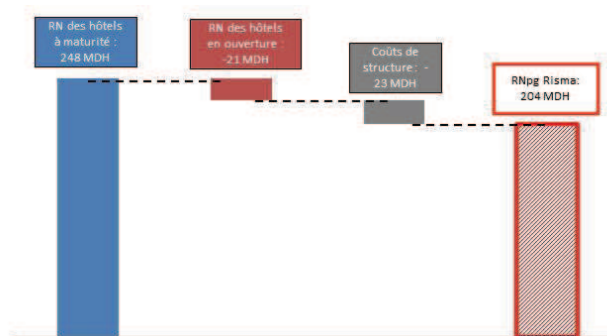 RN des hôtels
à maturité :
248 MDH
RN des hôtels
en ouverture :
-21 MDH
Coûts de
structure : -
23 MDH
RNpg Risma:
204 MDH